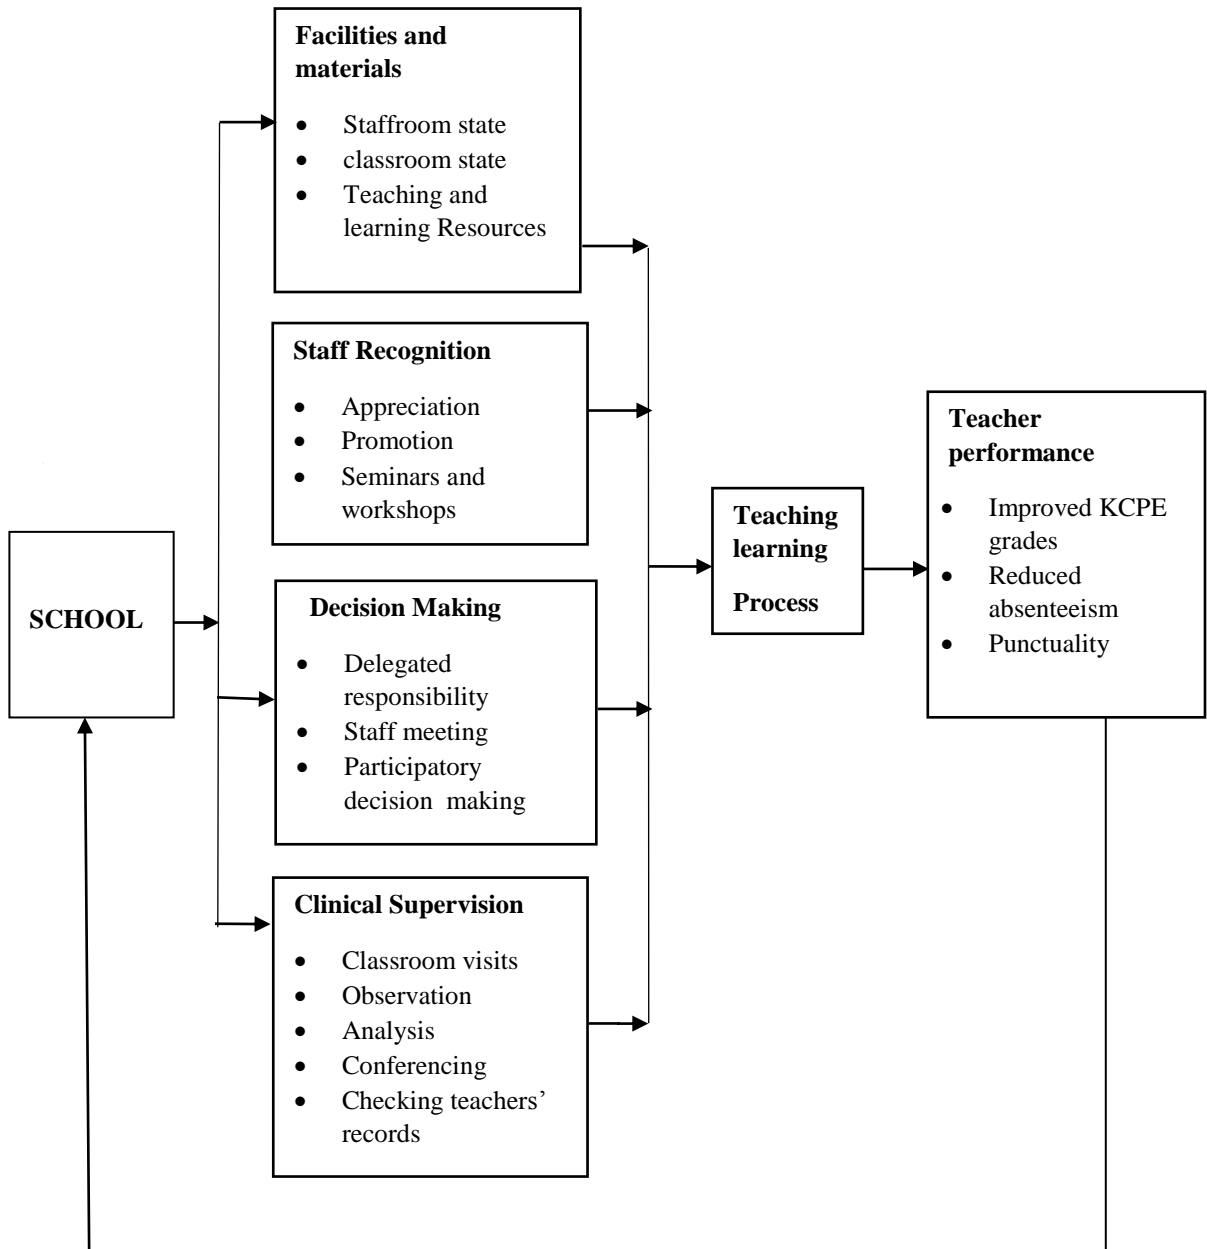 SCHOOL
Facilities and
materials
• Staffroom state
• classroom state
• Teaching and
learning Resources
Staff Recognition
• Appreciation
• Promotion
• Seminars and
workshops
Decision Making
• Delegated
responsibility
• Staff meeting
• Participatory
decision making
Clinical Supervision
• Classroom visits
• Observation
• Analysis
• Conferencing
• Checking teachers’
records
Teaching
learning
Process
Teacher
performance
• Improved KCPE
grades
• Reduced
absenteeism
• Punctuality